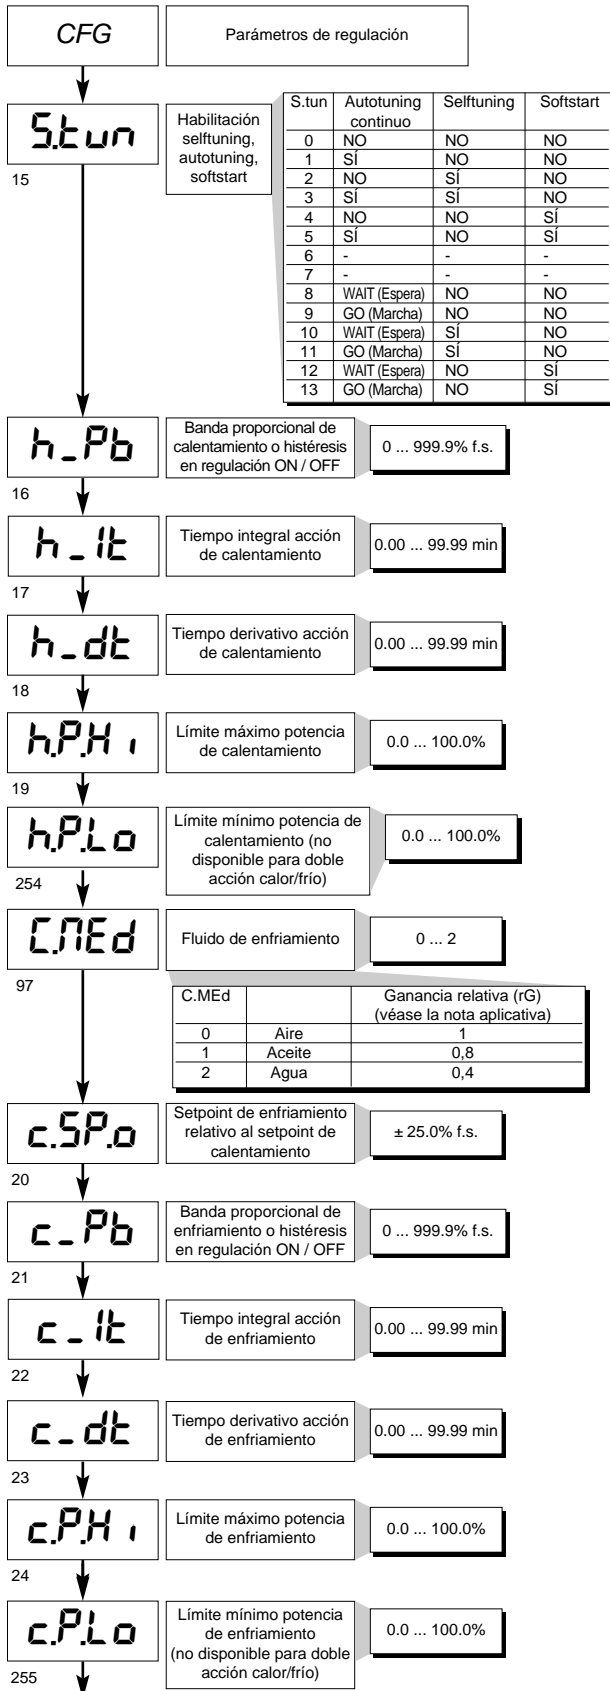 CFG
Parámetros de regulación
S.tun
15
Habilitación
selftuning,
autotuning,
softstart
S.tun Autotuning continuo Selftuning Softstart
0 NO NO NO
1 SÍ NO NO
2 NO SÍ NO
3 SÍ SÍ NO
4 NO NO SÍ
5 SÍ NO SÍ
6 - - -
7 - - -
8 WAIT (Espera) NO NO
9 GO (Marcha) NO NO
10 WAIT (Espera) SÍ NO
11 GO (Marcha) SÍ NO
12 WAIT (Espera) NO SÍ
13 GO (Marcha) NO SÍ
h_Pb
16
Banda proporcional de
calentamiento o histéresis
en regulación ON / OFF
0 ... 999.9% f.s.
h_It
17
Tiempo integral acción
de calentamiento
0.00 ... 99.99 min
h_dt
18
Tiempo derivativo acción
de calentamiento
0.00 ... 99.99 min
h.P.Hi
19
Límite máximo potencia
de calentamiento
0.0 ... 100.0%
h.P.Lo
254
Límite mínimo potencia de
calentamiento (no
disponible para doble
acción calor/frío)
0.0 ... 100.0%
C.MEd
97
Fluido de enfriamiento
0 ... 2
C.MEd Ganancia relativa (rG)
(véase la nota aplicativa)
0 Aire 1
1 Aceite 0,8
2 Agua 0,4
c.SP.o
20
Setpoint de enfriamiento
relativo al setpoint de
calentamiento
± 25.0% f.s.
c_Pb
21
Banda proporcional de
enfriamiento o histéresis
en regulación ON / OFF
0 ... 999.9% f.s.
c_It
22
Tiempo integral acción
de enfriamiento
0.00 ... 99.99 min
c_dt
23
Tiempo derivativo acción
de enfriamiento
0.00 ... 99.99 min
c.P.Hi
24
Límite máximo potencia
de enfriamiento
0.0 ... 100.0%
c.P.Lo
255
Límite mínimo potencia
de enfriamiento
(no disponible para doble
acción calor/frío)
0.0 ... 100.0%